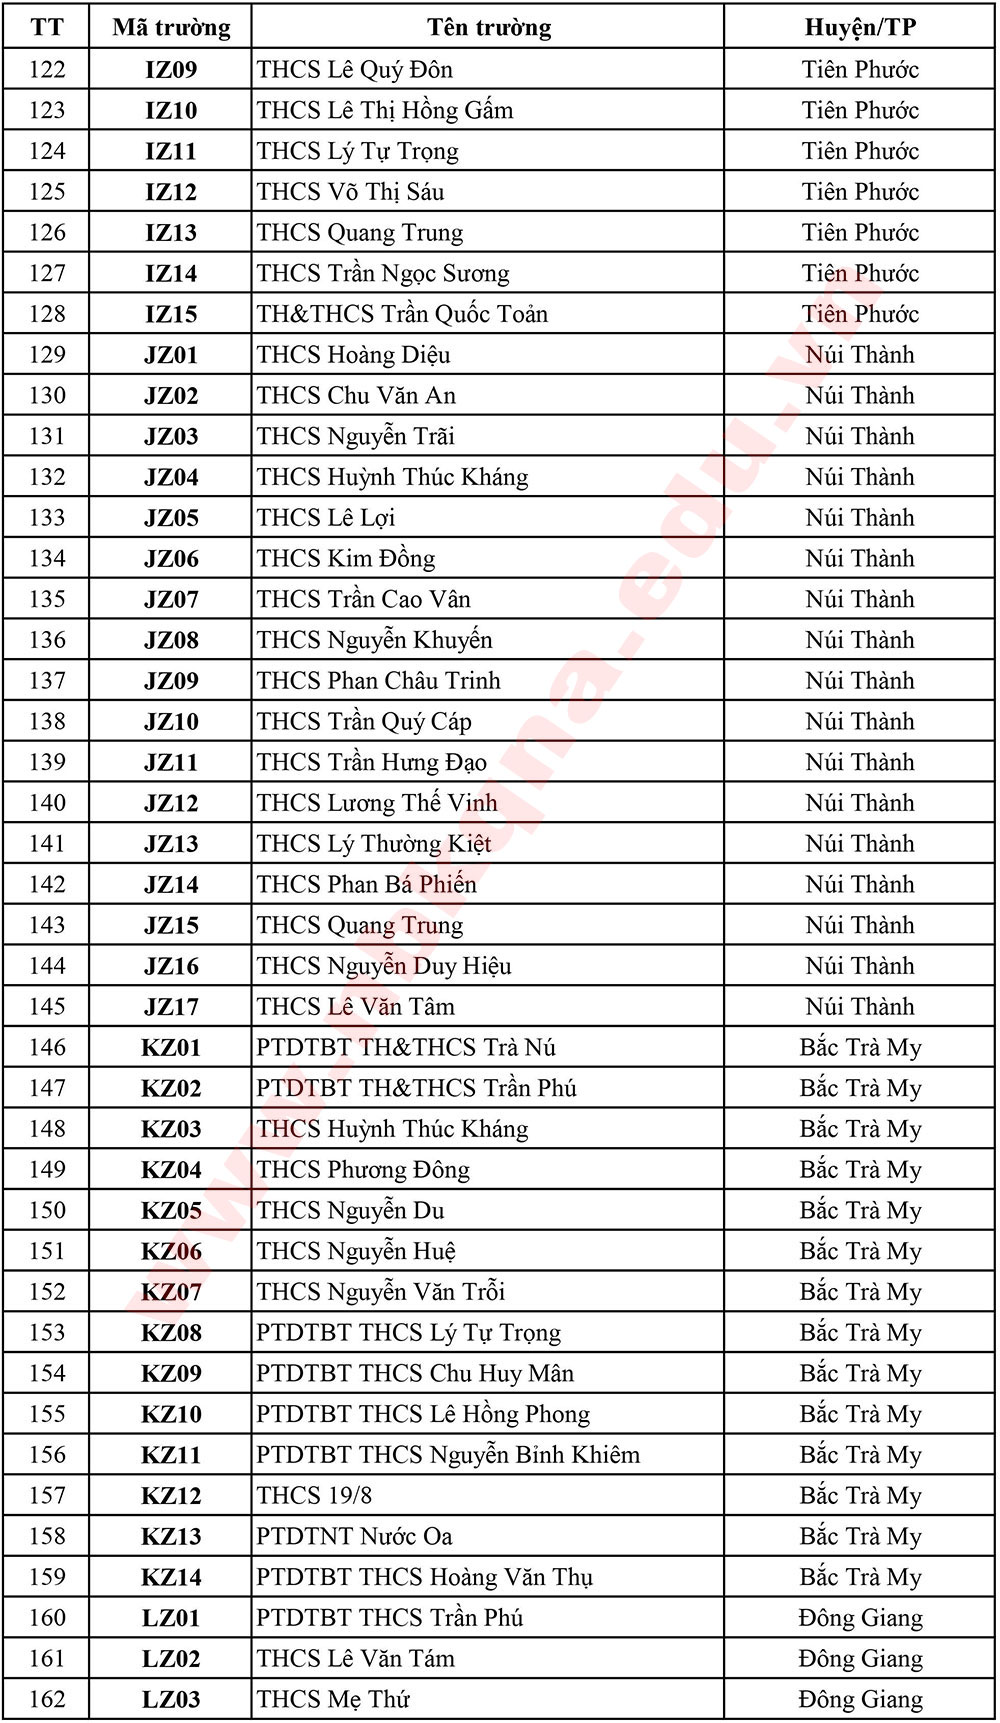 TT Mã trường Tên trường Huyện/TP
122 IZ09 THCS Lê Quý Đôn Tiên Phước
123 IZ10 THCS Lê Thị Hồng Gấm Tiên Phước
124 IZ11 THCS Lý Tự Trọng Tiên Phước
125 IZ12 THCS Võ Thị Sáu Tiên Phước
126 IZ13 THCS Quang Trung Tiên Phước
127 IZ14 THCS Trần Ngọc Sương Tiên Phước
128 IZ15 TH&THCS Trần Quốc Toản Tiên Phước
129 JZ01 THCS Hoàng Diệu Núi Thành
130 JZ02 THCS Chu Văn An Núi Thành
131 JZ03 THCS Nguyễn Trãi Núi Thành
132 JZ04 THCS Huỳnh Thúc Kháng Núi Thành
133 JZ05 THCS Lê Lợi Núi Thành
134 JZ06 THCS Kim Đồng Núi Thành
135 JZ07 THCS Trần Cao Vân Núi Thành
136 JZ08 THCS Nguyễn Khuyến Núi Thành
137 JZ09 THCS Phan Châu Trinh Núi Thành
138 JZ10 THCS Trần Quý Cáp Núi Thành
139 JZ11 THCS Trần Hưng Đạo Núi Thành
140 JZ12 THCS Lương Thế Vinh Núi Thành
141 JZ13 THCS Lý Thường Kiệt Núi Thành
142 JZ14 THCS Phan Bá Phiến Núi Thành
143 JZ15 THCS Quang Trung Núi Thành
144 JZ16 THCS Nguyễn Duy Hiệu Núi Thành
145 JZ17 THCS Lê Văn Tâm Núi Thành
146 KZ01 PTDTBT TH&THCS Trà Nú Bắc Trà My
147 KZ02 PTDTBT TH&THCS Trần Phú Bắc Trà My
148 KZ03 THCS Huỳnh Thúc Kháng Bắc Trà My
149 KZ04 THCS Phương Đông Bắc Trà My
150 KZ05 THCS Nguyễn Du Bắc Trà My
151 KZ06 THCS Nguyễn Huệ Bắc Trà My
152 KZ07 THCS Nguyễn Văn Trỗi Bắc Trà My
153 KZ08 PTDTBT THCS Lý Tự Trọng Bắc Trà My
154 KZ09 PTDTBT THCS Chu Huy Mân Bắc Trà My
155 KZ10 PTDTBT THCS Lê Hồng Phong Bắc Trà My
156 KZ11 PTDTBT THCS Nguyễn Bỉnh Khiêm Bắc Trà My
157 KZ12 THCS 19/8 Bắc Trà My
158 KZ13 PTDTNT Nước Oa Bắc Trà My
159 KZ14 PTDTBT THCS Hoàng Văn Thụ Bắc Trà My
160 LZ01 PTDTBT THCS Trần Phú Đông Giang
161 LZ02 THCS Lê Văn Tám Đông Giang
162 LZ03 THCS Mẹ Thứ Đông Giang
www.nbkqna.edu.vn